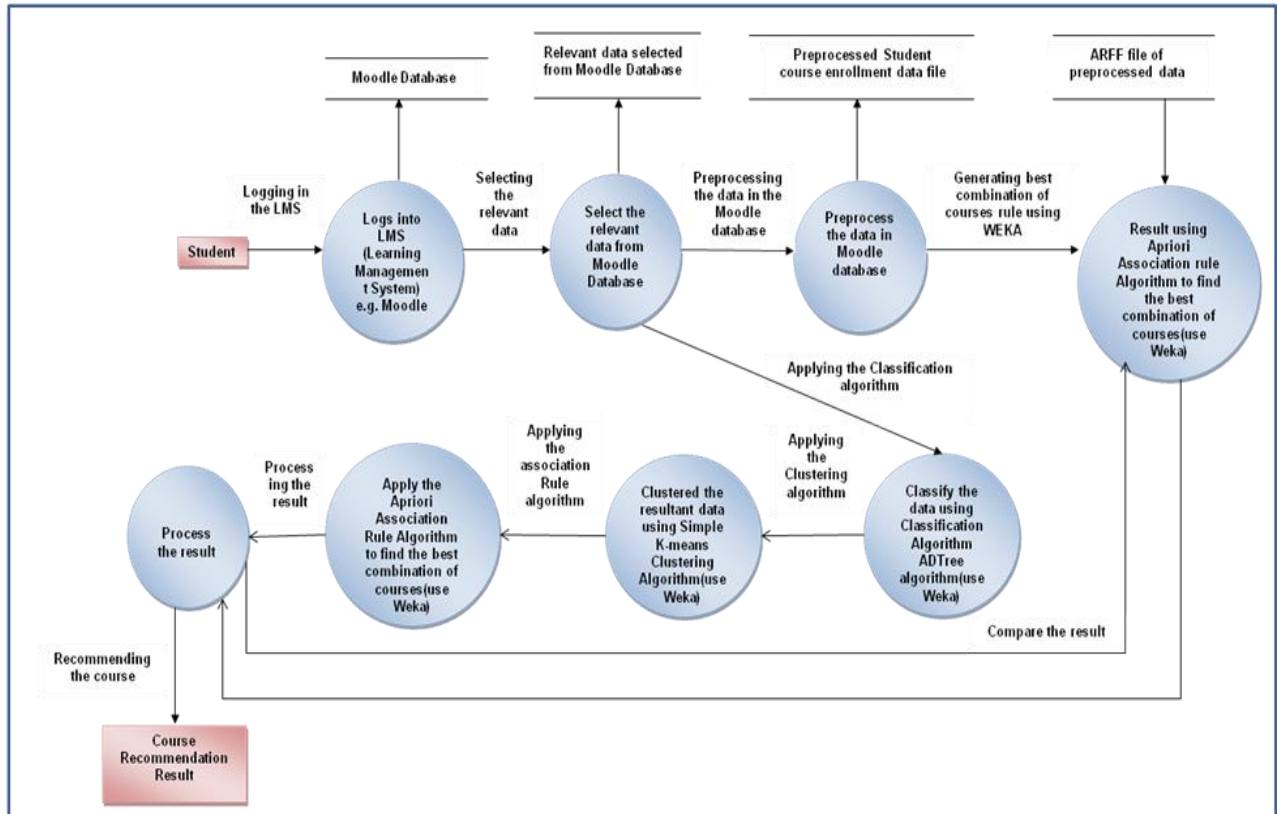 Moodle Database
Relevant data selected
from Moodle Database
Preprocessed Student
course enrollment data file
ARFF file of
preprocessed data
Logging in
the LMS
Selecting
the
relevant
data
Preprocessing
the data in the
Moodle
database
Generating best
combination of
courses rule using
WEKA
Student
Logs into
LMS
(Learning
Managemen
t System)
e.g. Moodle
Select the
relevant
data from
Moodle
Database
Preprocess
the data in
Moodle
database
Result using
Apriori
Association rule
Algorithm to find
the best
combination of
courses(use
Weka)
Applying the Classification
algorithm
Process
ing the
result
Applying
the
association
Rule
algorithm
Applying
the
Clustering
algorithm
Process
the result
Apply the
Apriori
Association
Rule Algorithm
to find the best
combination of
courses(use
Weka)
Clustered the
resultant data
using Simple
K-means
Clustering
Algorithm(use
Weka)
Classify the
data using
Classification
Algorithm
ADTree
algorithm(use
Weka)
Compare the result
Recommending
the course
Course
Recommendation
Result